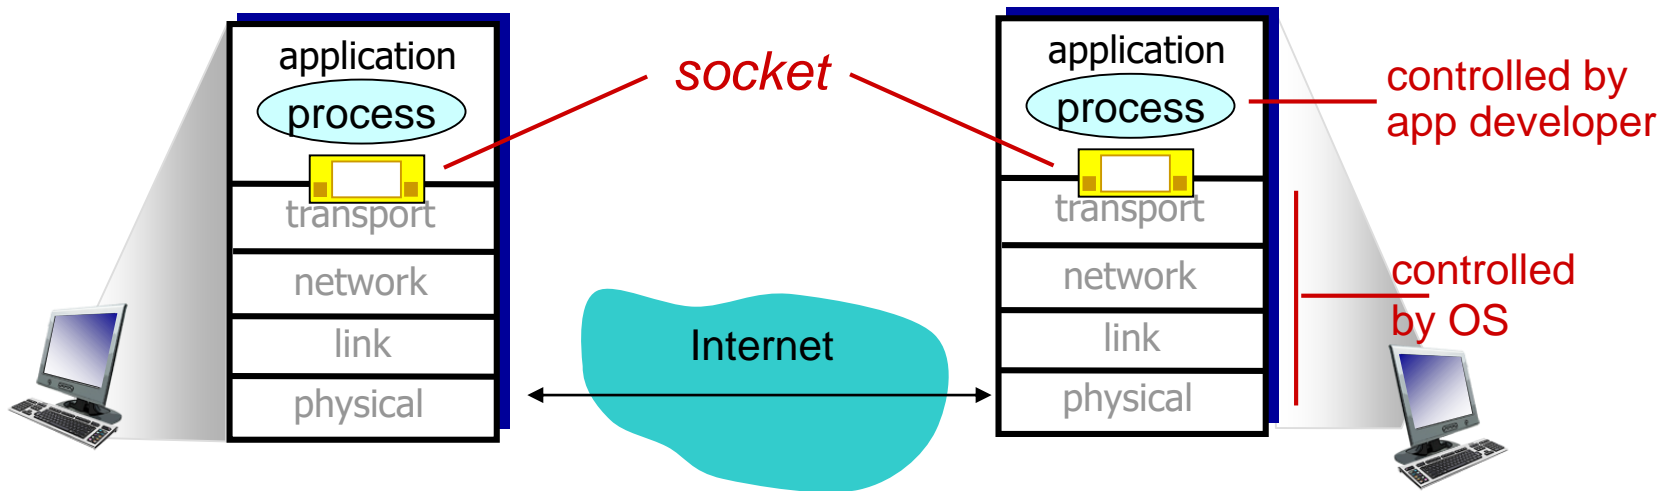 application
process
transport
network
link
physical
socket
Internet
application
process
transport
network
link
physical
controlled by
app developer
controlled
by OS